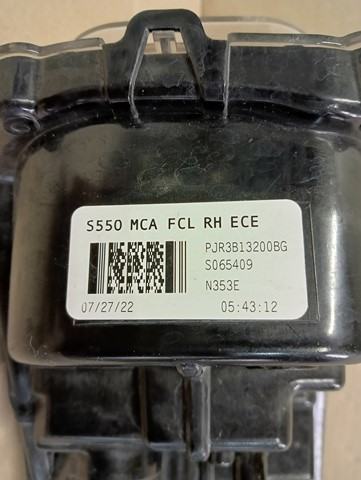 S550 MCA FCL RH ECE
PJR3B13200BG
S065409
N353E
07/27/22 05:43:12